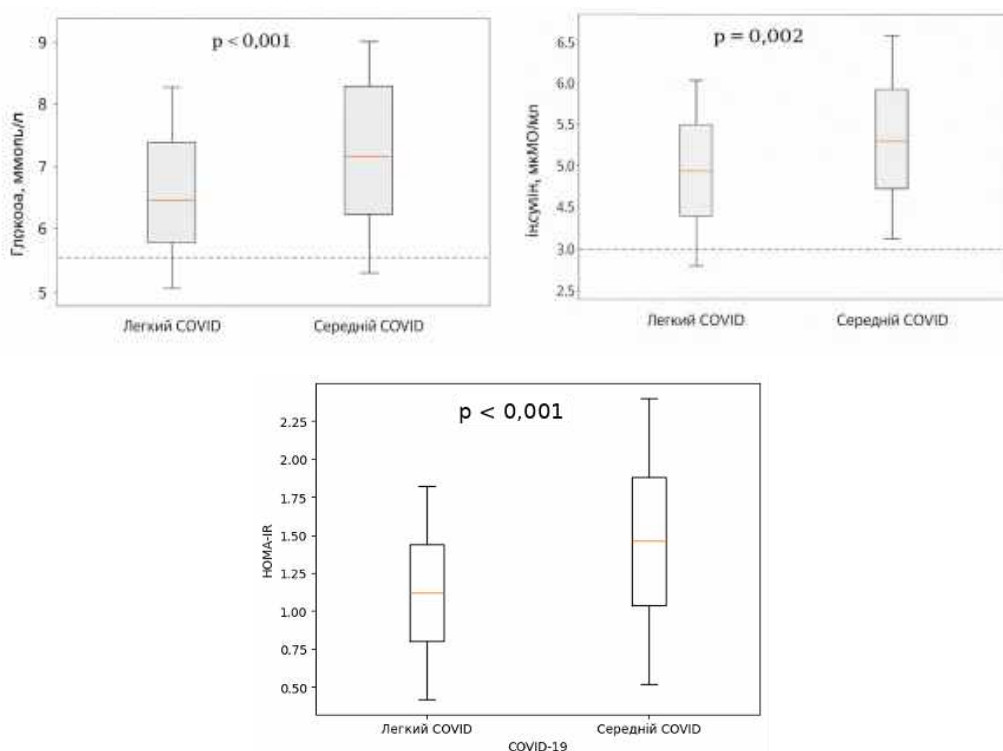 p < 0,001
9
8
7
6
5
Глокоза, ммопь/л
Легкий COVID
Середній COVID
p = 0,002
6.5
6.0
5.5
5.0
4.5
3.0
2.5
інсумін, мкМО/мл
Легкий COVID
Середній COVID
p < 0,001
2.25
2.00
1.75
1.50
1.25
1.00
0.75
0.50
HOMA-IR
Легкий COVID
Середній COVID
COVID-19